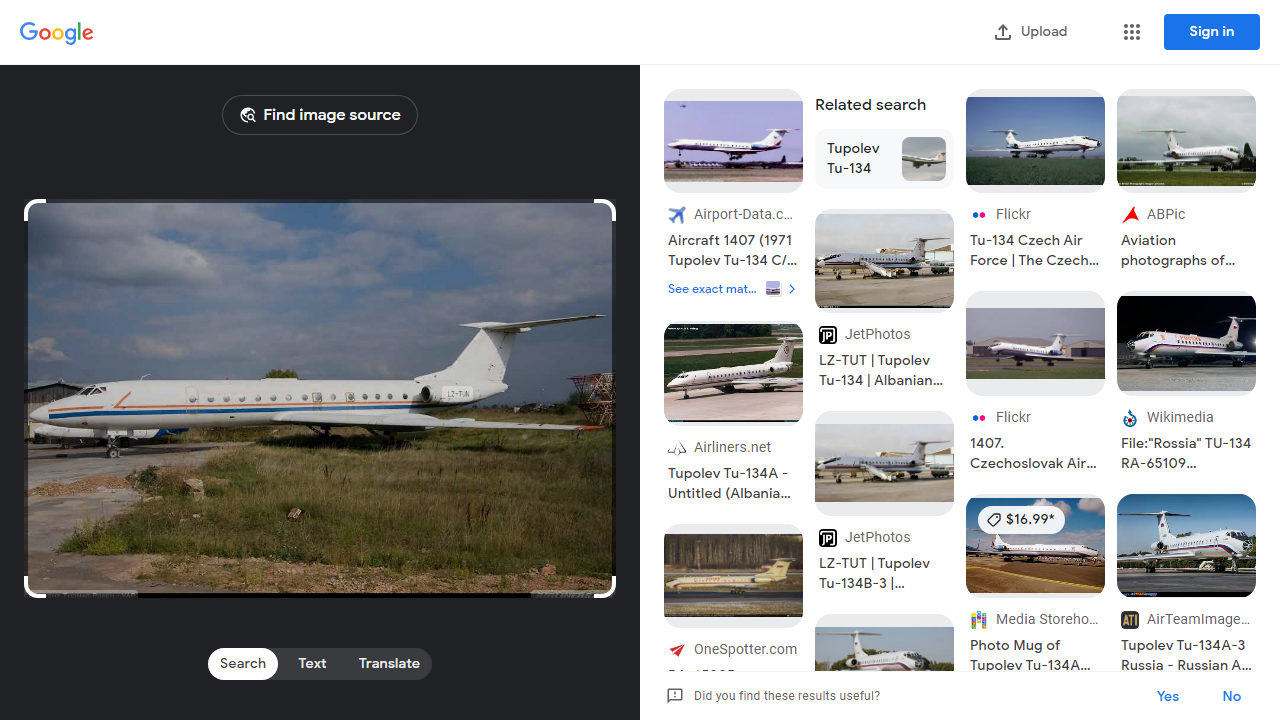 Google
Upload
Sign in
Find image source
LZ-TUN
Search
Text
Translate
Airport-Data.c...
Aircraft 1407 (1971
Tupolev Tu-134 C/...
See exact mat...
Airliners.net
Tupolev Tu-134A -
Untitled (Albania...
OneSpotter.com
Related search
Tupolev
Tu-134
JetPhotos
LZ-TUT | Tupolev
Tu-134 | Albanian...
JetPhotos
LZ-TUT | Tupolev
Tu-134B-3 |...
Flickr
Tu-134 Czech Air
Force | The Czech...
Flickr
1407.
Czechoslovak Air...
$16.99*
Media Storeho...
Photo Mug of
Tupolev Tu-134A...
ABPic
Aviation
photographs of...
Wikimedia
File:"Rossia" TU-134
RA-65109...
ATI
AirTeamImage...
Tupolev Tu-134A-3
Russia - Russian A...
Did you find these results useful?
Yes
No